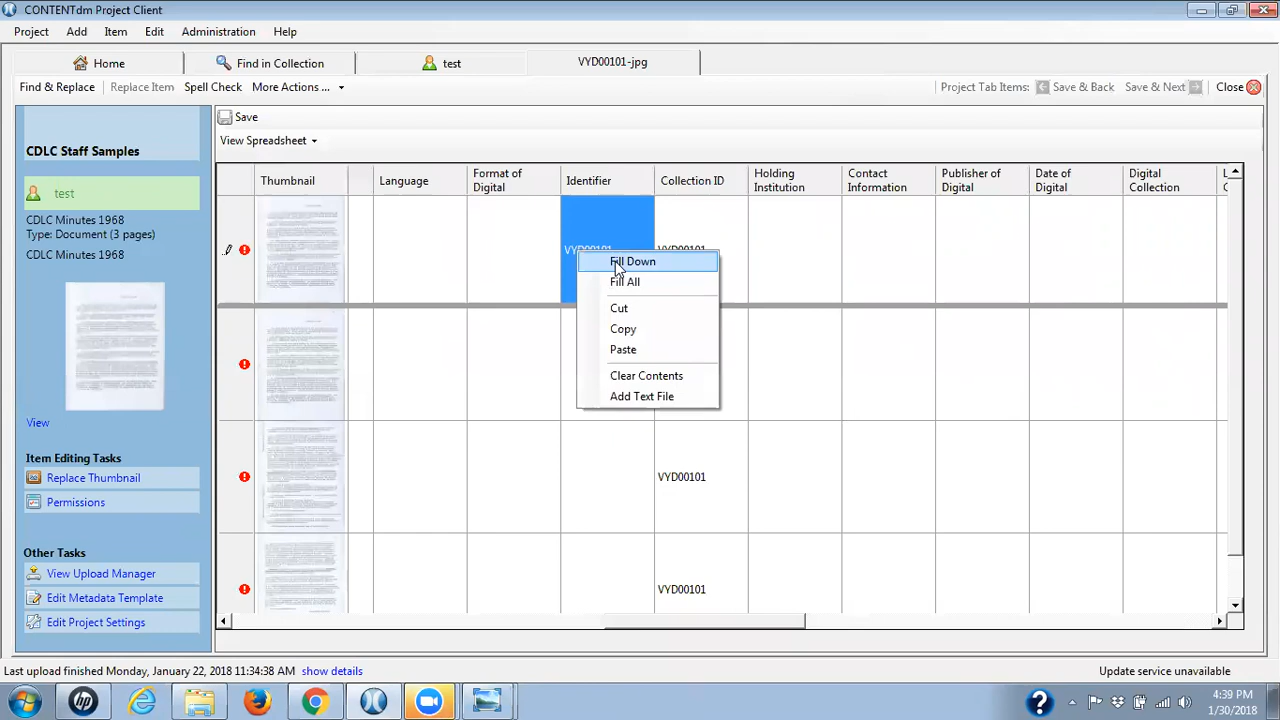 CONTENTdm Project Client
Project Add Item Edit Administration Help
Home Find in Collection test VYD00101-jpg
Find & Replace Replace Item Spell Check More Actions ... Project Tab Items: Save & Back Save & Next Close
Save
View Spreadsheet
CDLC Staff Samples
test
CDLC Minutes 1968
Type: Document (3 pages)
CDLC Minutes 1968
View
Editing Tasks
Replace Thumbnail
Permissions
Tasks
View Upload Manager
Edit Metadata Template
Edit Project Settings
Thumbnail Language Format of Digital Identifier Collection ID Holding Institution Contact Information Publisher of Digital Date of Digital Digital Collection
VYD00101 VYD00101
Fill Down
Fill All
Cut
Copy
Paste
Clear Contents
Add Text File
VYD00101
VYD00101
Last upload finished Monday, January 22, 2018 11:34:38 AM show details Update service unavailable
4:39 PM
1/30/2018